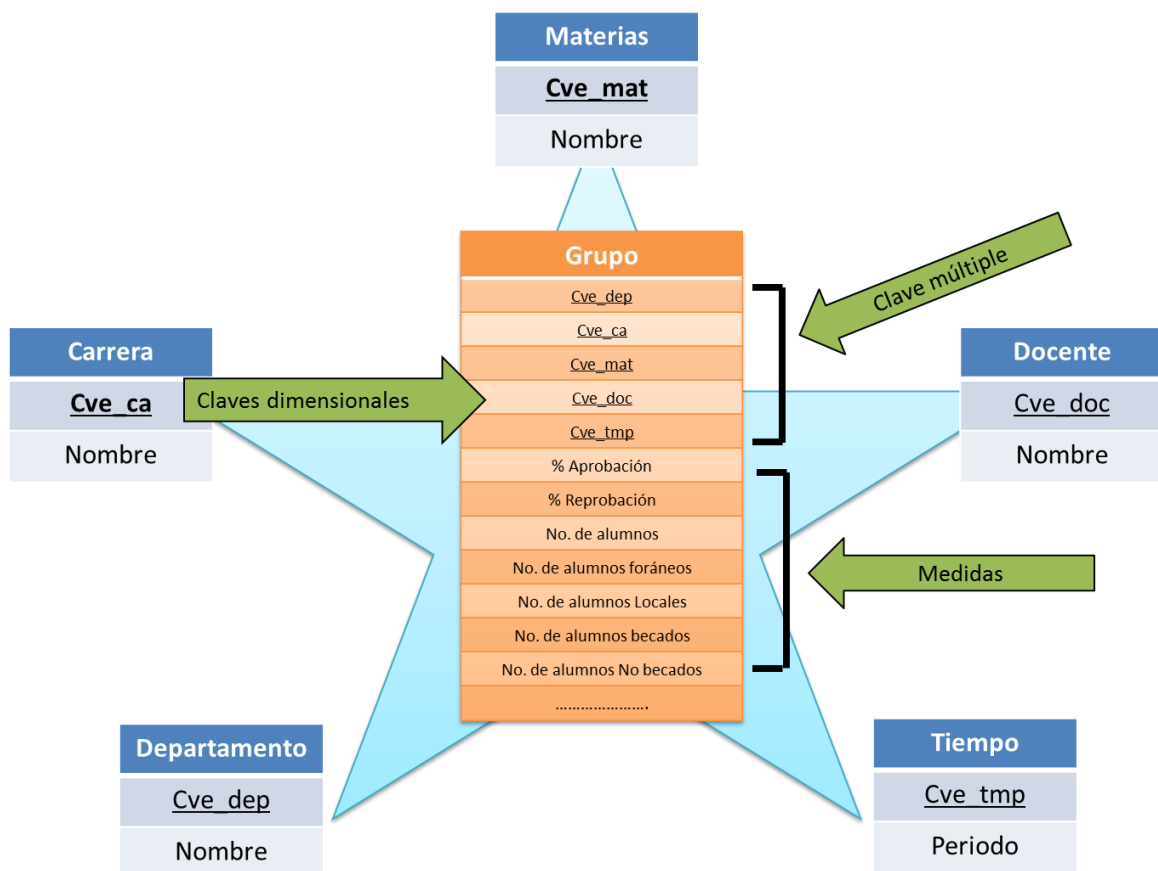 Materias
Cve_mat
Nombre
Grupo
Cve_dep
Cve_ca
Cve_mat
Cve_doc
Cve_tmp
% Aprobación
% Reprobación
No. de alumnos
No. de alumnos foráneos
No. de alumnos Locales
No. de alumnos becados
No. de alumnos No becados
………………….
Clave múltiple
Carrera
Cve_ca
Nombre
Claves dimensionales
Docente
Cve_doc
Nombre
Medidas
Departamento
Cve_dep
Nombre
Tiempo
Cve_tmp
Periodo